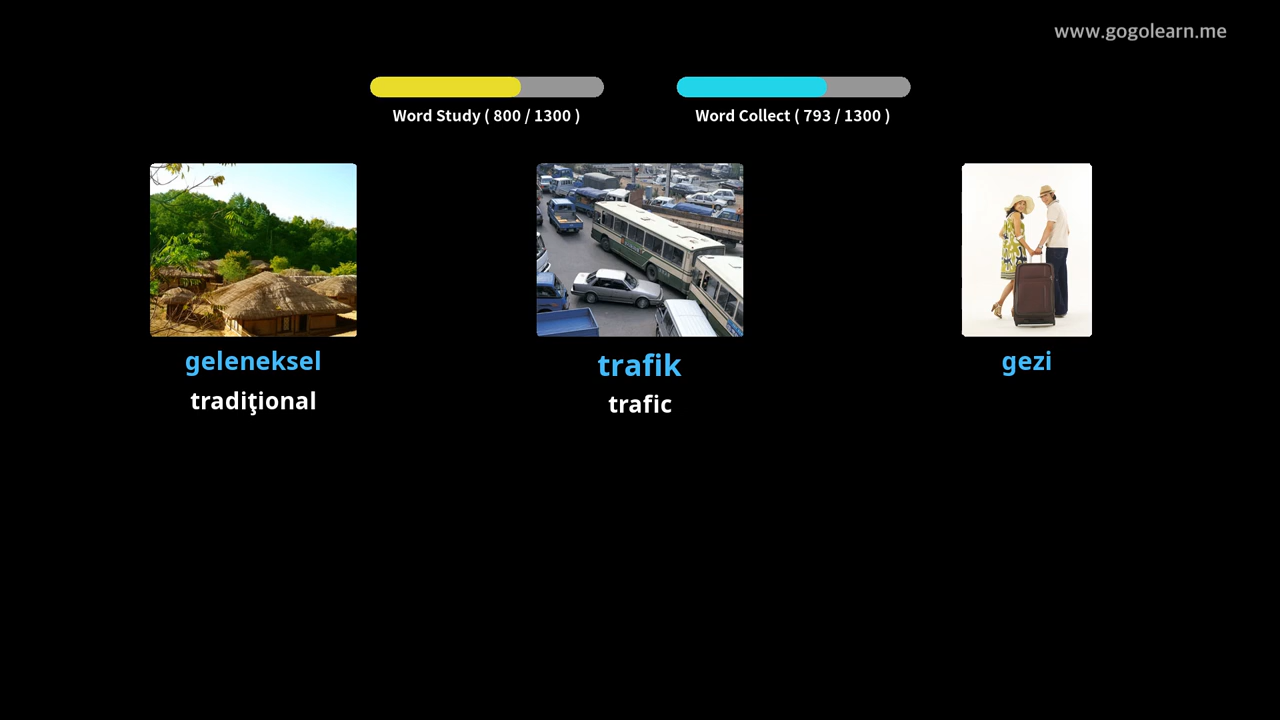 www.gogolearn.me
Word Study ( 800 / 1300 )
Word Collect ( 793 / 1300 )
geleneksel
tradiţional
trafik
trafic
gezi